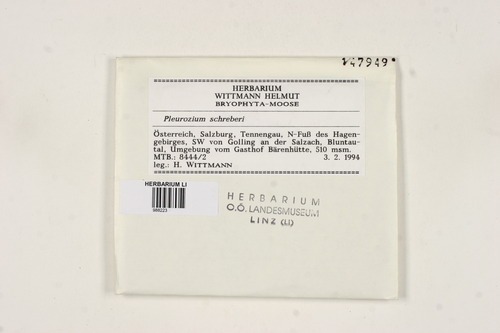 V47949
HERBARIUM
WITTMANN HELMUT
BRYOPHYTA-MOOSE
Pleurozium schreberi
Österreich, Salzburg, Tennengau, N-Fuß des Hagen-
gebirges, SW von Golling an der Salzach, Bluntau-
tal, Umgebung vom Gasthof Bärenhütte, 510 msm.
MTB.: 8444/2 3. 2. 1994
leg.: H. WITTMANN
HERBARIUM LI
HERBARIUM
O.Ö. LANDESMUSEUM
LINZ (LI)